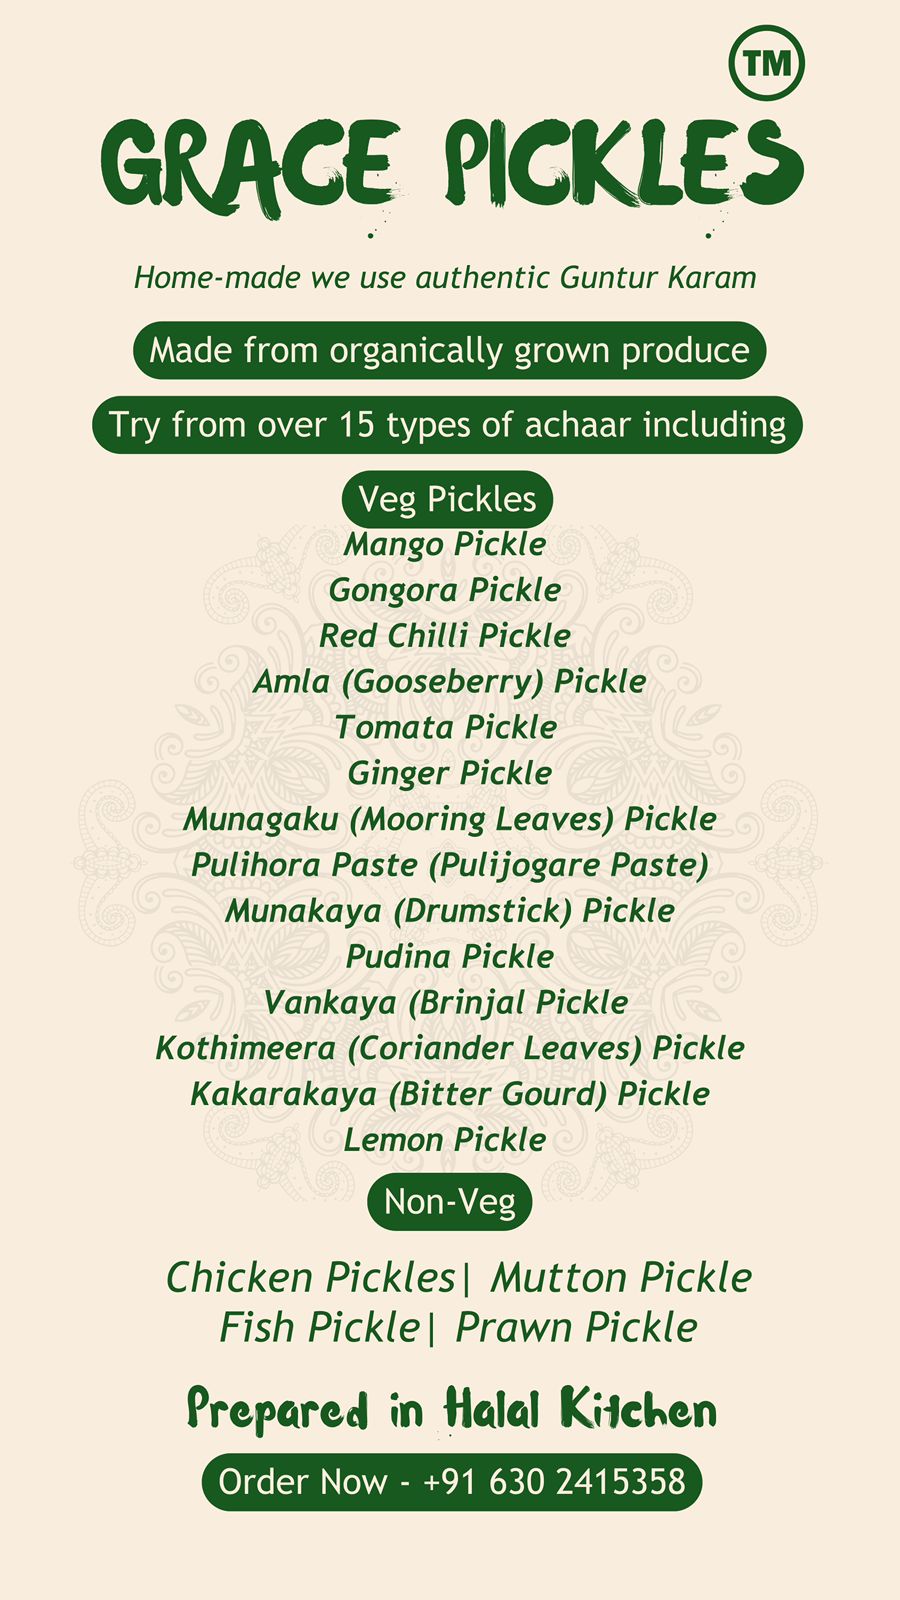 TM
GRACE PICKLES
Home-made we use authentic Guntur Karam
Made from organically grown produce
Try from over 15 types of achaar including
Veg Pickles
Mango Pickle
Gongora Pickle
Red Chilli Pickle
Amla (Gooseberry) Pickle
Tomata Pickle
Ginger Pickle
Munagaku (Mooring Leaves) Pickle
Pulihora Paste (Pulijogare Paste)
Munakaya (Drumstick) Pickle
Pudina Pickle
Vankaya (Brinjal Pickle
Kothimeera (Coriander Leaves) Pickle
Kakarakaya (Bitter Gourd) Pickle
Lemon Pickle
Non-Veg
Chicken Pickles| Mutton Pickle
Fish Pickle| Prawn Pickle
Prepared in Halal Kitchen
Order Now - +91 630 2415358